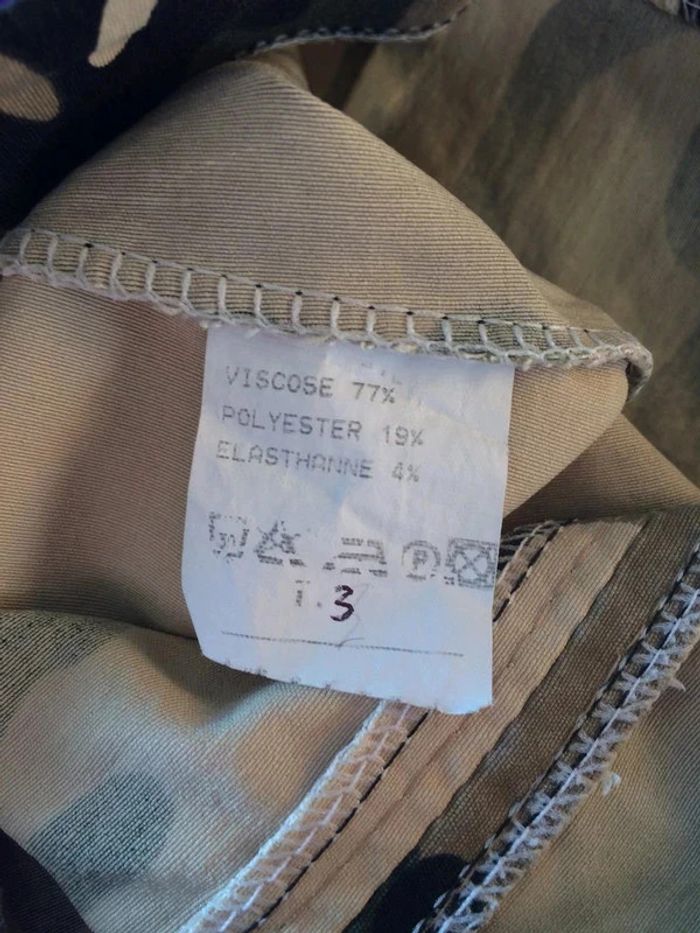 VISCOSE 77%
POLYESTER 19%
ELASTHANNE 4%
P
T.3